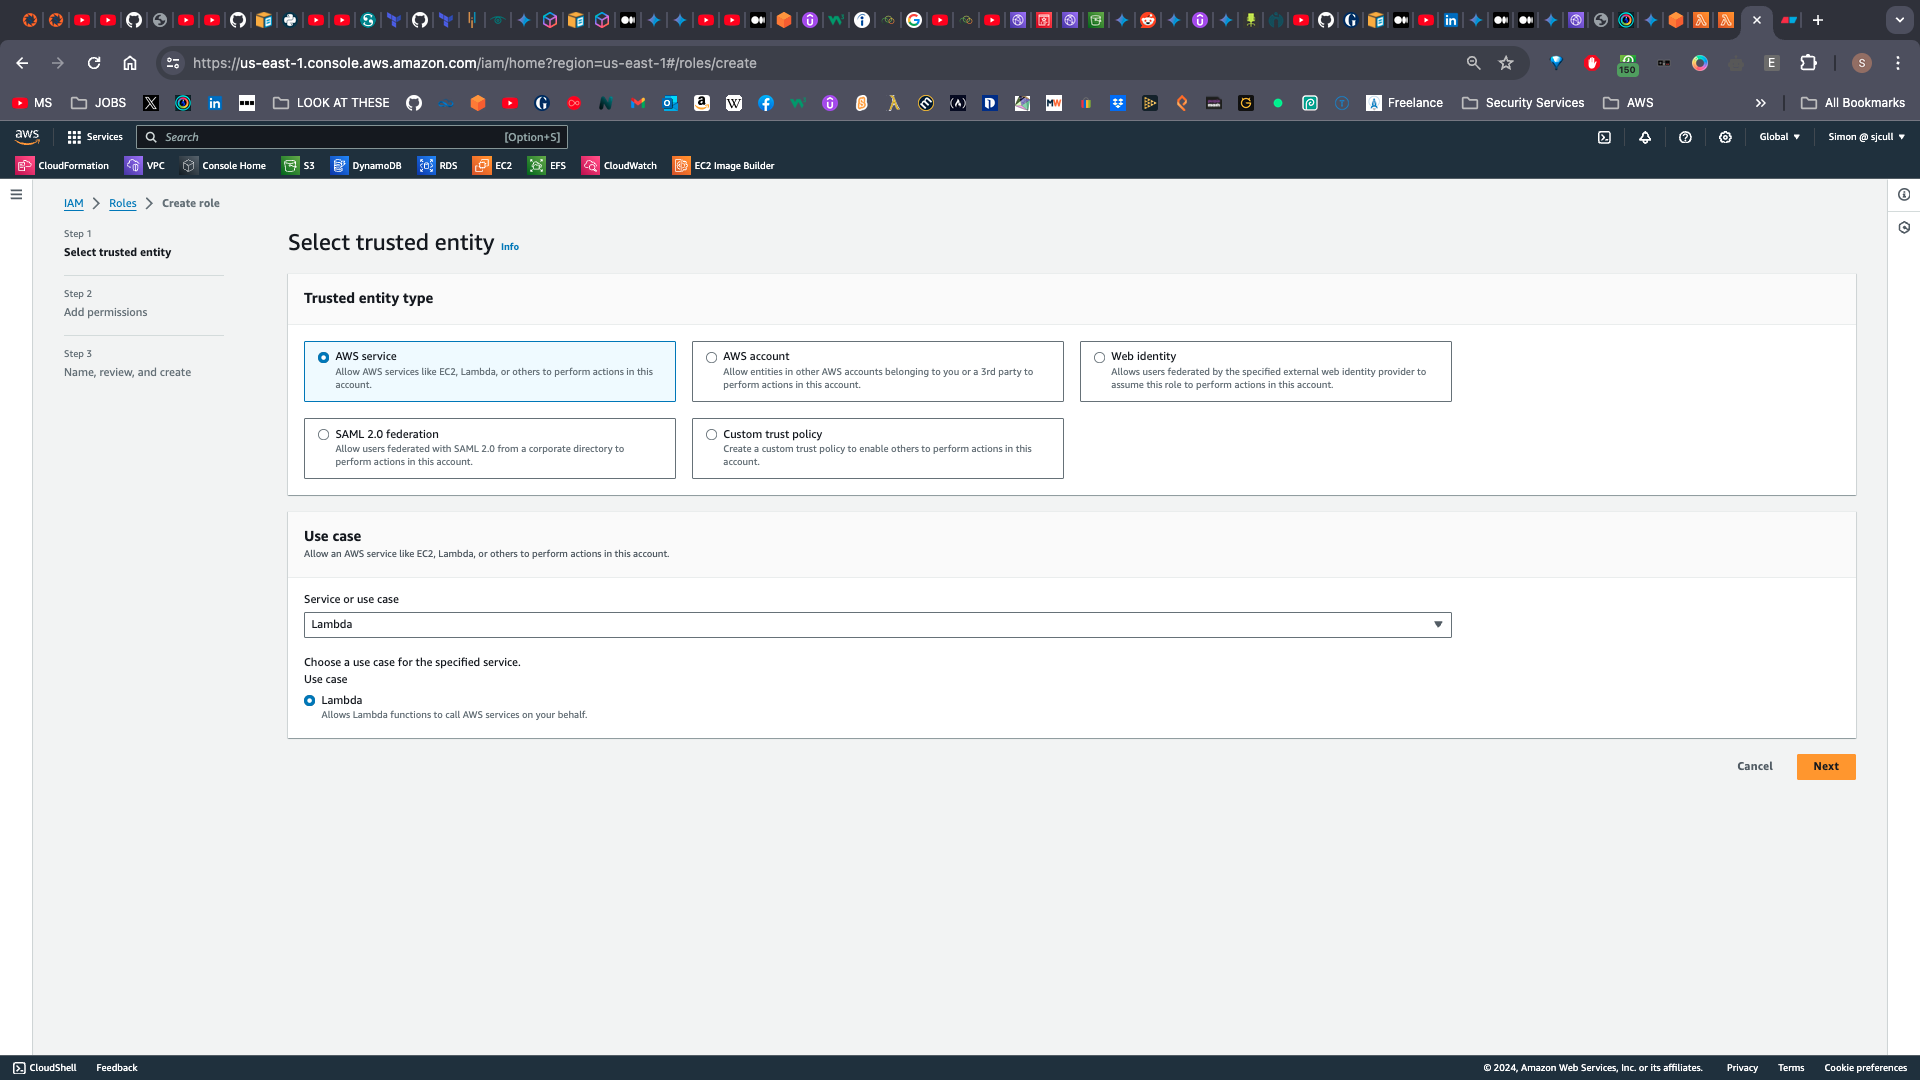 https://us-east-1.console.aws.amazon.com/iam/home?region=us-east-1#/roles/create
150
E
S
MS
JOBS
LOOK AT THESE
Freelance
Security Services
AWS
All Bookmarks
aws
Services
Search
[Option+S]
Global
Simon @ sjcull
CloudFormation
VPC
Console Home
S3
DynamoDB
RDS
EC2
EFS
CloudWatch
EC2 Image Builder
IAM
Roles
Create role
Step 1
Select trusted entity
Step 2
Add permissions
Step 3
Name, review, and create
Select trusted entity Info
Trusted entity type
AWS service
Allow AWS services like EC2, Lambda, or others to perform actions in this
account.
AWS account
Allow entities in other AWS accounts belonging to you or a 3rd party to
perform actions in this account.
Web identity
Allows users federated by the specified external web identity provider to
assume this role to perform actions in this account.
SAML 2.0 federation
Allow users federated with SAML 2.0 from a corporate directory to
perform actions in this account.
Custom trust policy
Create a custom trust policy to enable others to perform actions in this
account.
Use case
Allow an AWS service like EC2, Lambda, or others to perform actions in this account.
Service or use case
Lambda
Choose a use case for the specified service.
Use case
Lambda
Allows Lambda functions to call AWS services on your behalf.
Cancel
Next
CloudShell
Feedback
© 2024, Amazon Web Services, Inc. or its affiliates.
Privacy
Terms
Cookie preferences